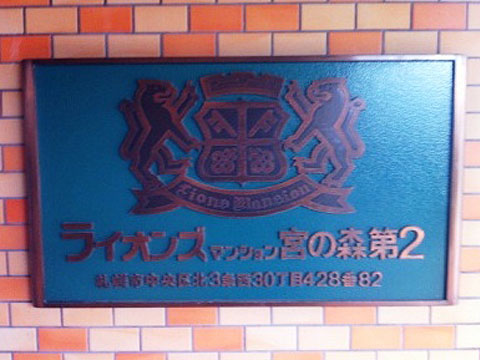 Lions Mansion
ライオンズマンション宮の森第2
札幌市中央区北3条西30丁目428番82